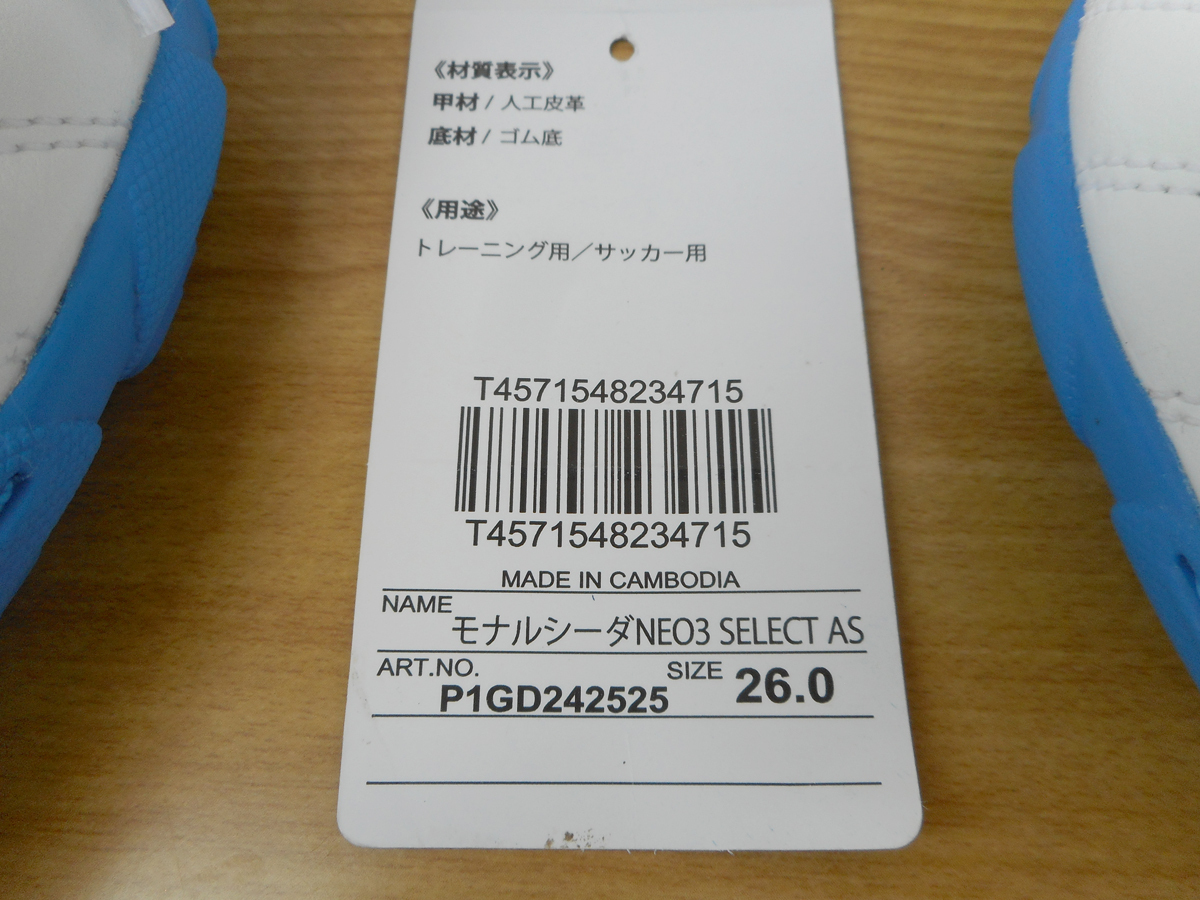 《材質表示》
甲材 / 人工皮革
底材 / ゴム底
《用途》
トレーニング用／サッカー用
T4571548234715
T4571548234715
MADE IN CAMBODIA
NAME
モナルシーダNEO3 SELECT AS
ART.NO. P1GD242525 SIZE 26.0